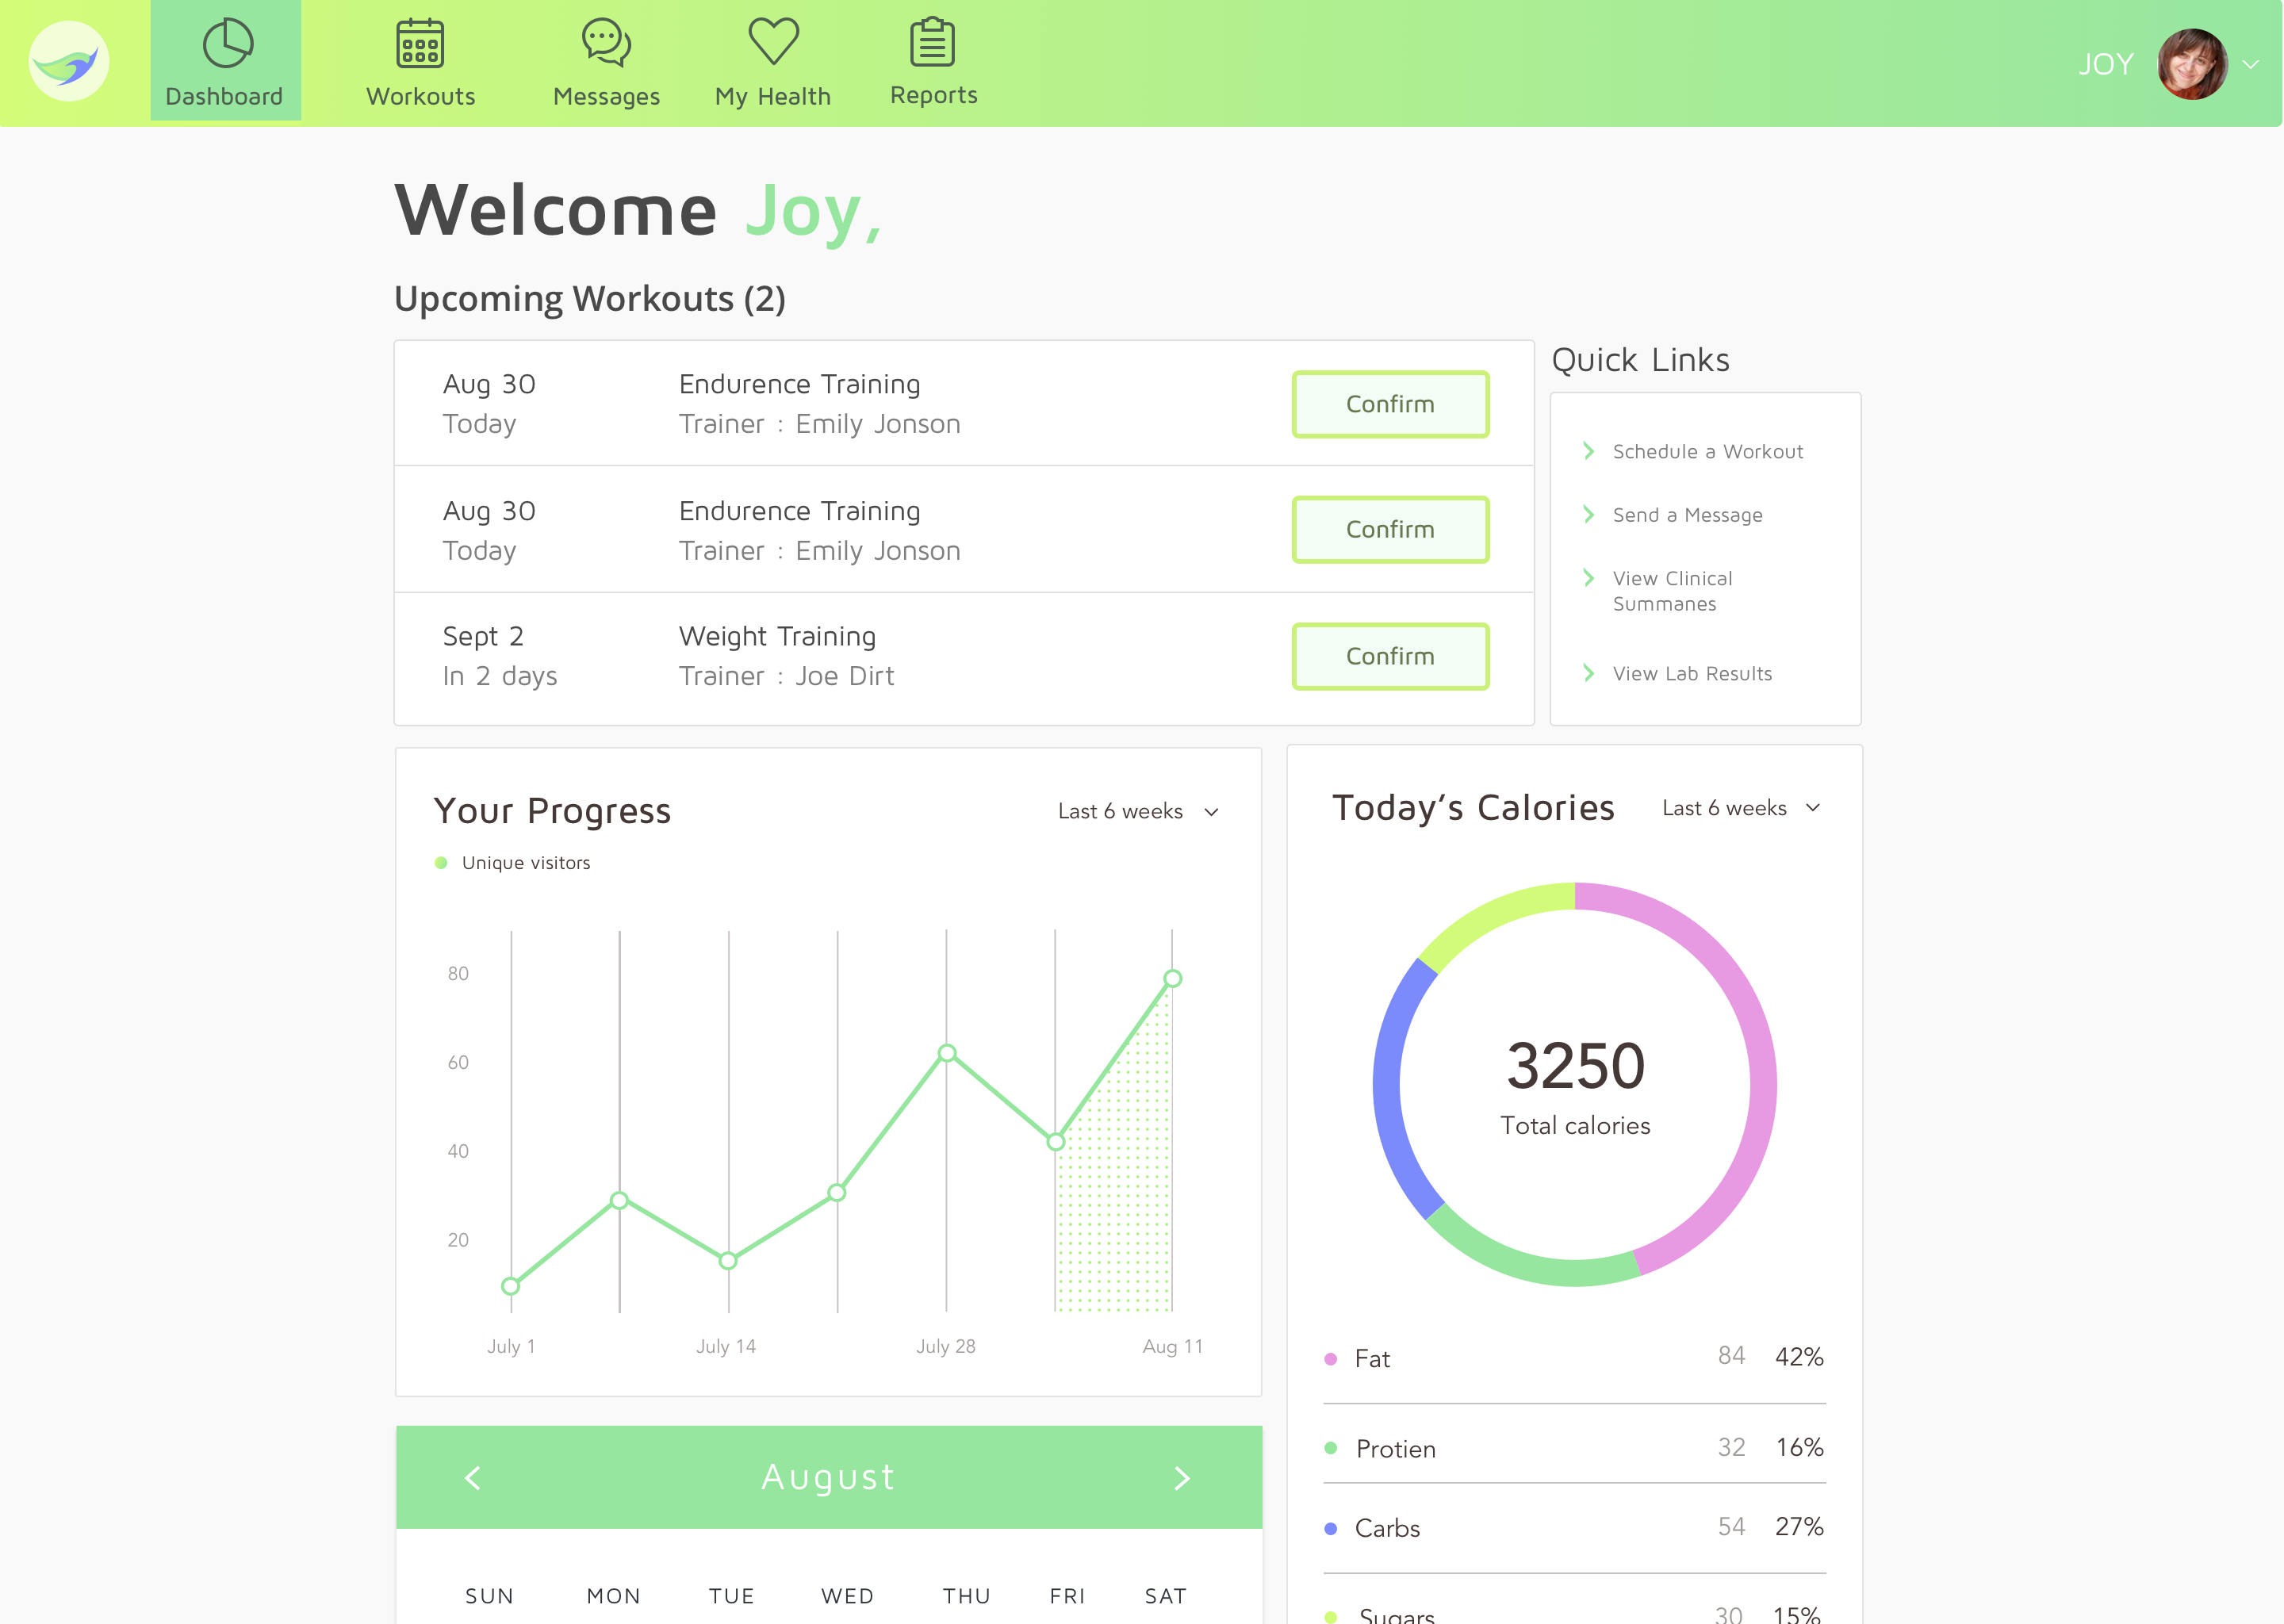 Dashboard
Workouts
Messages
My Health
Reports
JOY
Welcome Joy,
Upcoming Workouts (2)
Aug 30
Today
Endurence Training
Trainer : Emily Jonson
Confirm
Aug 30
Today
Endurence Training
Trainer : Emily Jonson
Confirm
Sept 2
In 2 days
Weight Training
Trainer : Joe Dirt
Confirm
Quick Links
Schedule a Workout
Send a Message
View Clinical
Summanes
View Lab Results
Your Progress
Last 6 weeks
Unique visitors
80
60
40
20
July 1
July 14
July 28
Aug 11
Today’s Calories
Last 6 weeks
3250
Total calories
Fat 84 42%
Protien 32 16%
Carbs 54 27%
Sugars 30 15%
August
SUN MON TUE WED THU FRI SAT